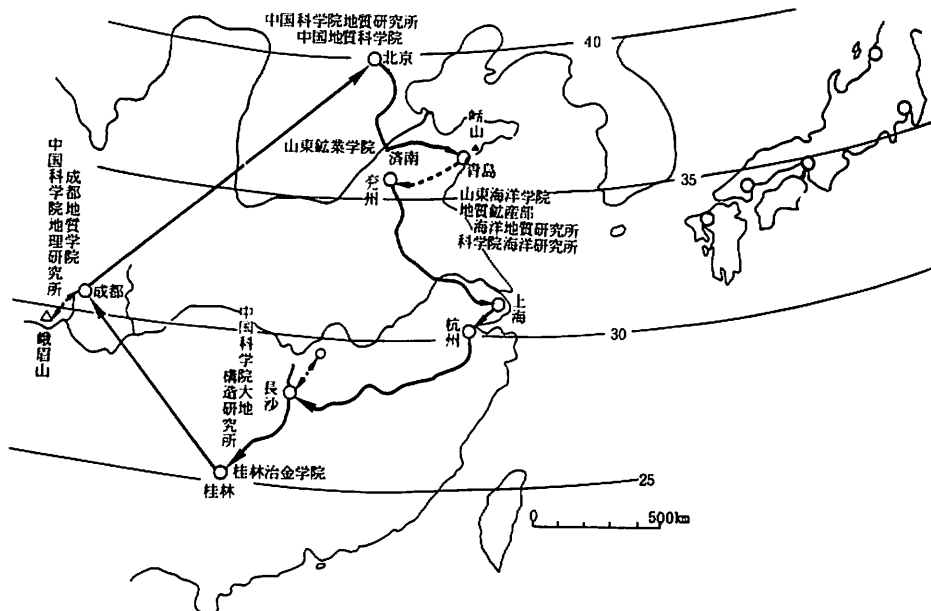 中国科学院地質研究所
中国地質科学院
北京
40
山東鉱業学院
済南
山
青島
兗州
35
山東海洋学院
地質鉱産部
海洋地質研究所
科学院海洋研究所
成都地質学院
中国科学院地理研究所
成都
峨眉山
上海
杭州
30
中国科学院大地
構造研究所
長沙
桂林冶金学院
桂林
25
0
500km